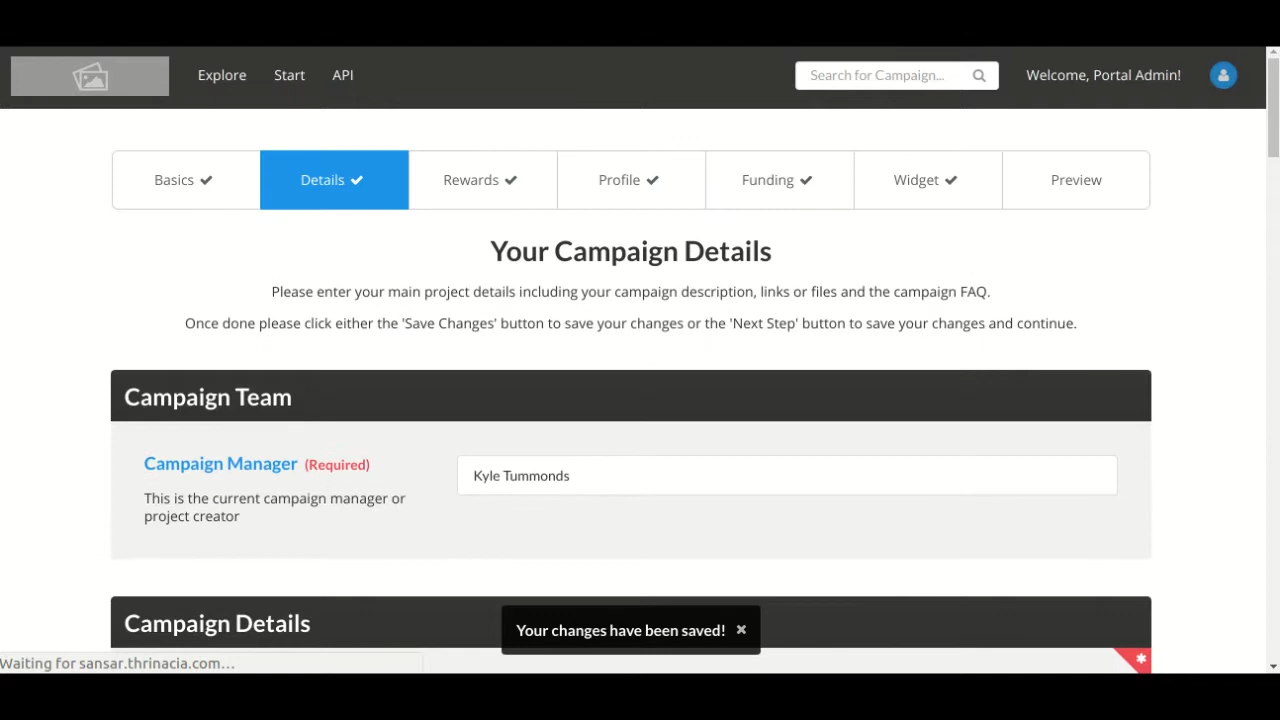 Explore Start API Search for Campaign... Welcome, Portal Admin!
Basics Details Rewards Profile Funding Widget Preview
Your Campaign Details
Please enter your main project details including your campaign description, links or files and the campaign FAQ.
Once done please click either the 'Save Changes' button to save your changes or the 'Next Step' button to save your changes and continue.
Campaign Team
Campaign Manager (Required)
Kyle Tummonds
This is the current campaign manager or
project creator
Campaign Details
Your changes have been saved!
Waiting for sansar.thrinacia.com...